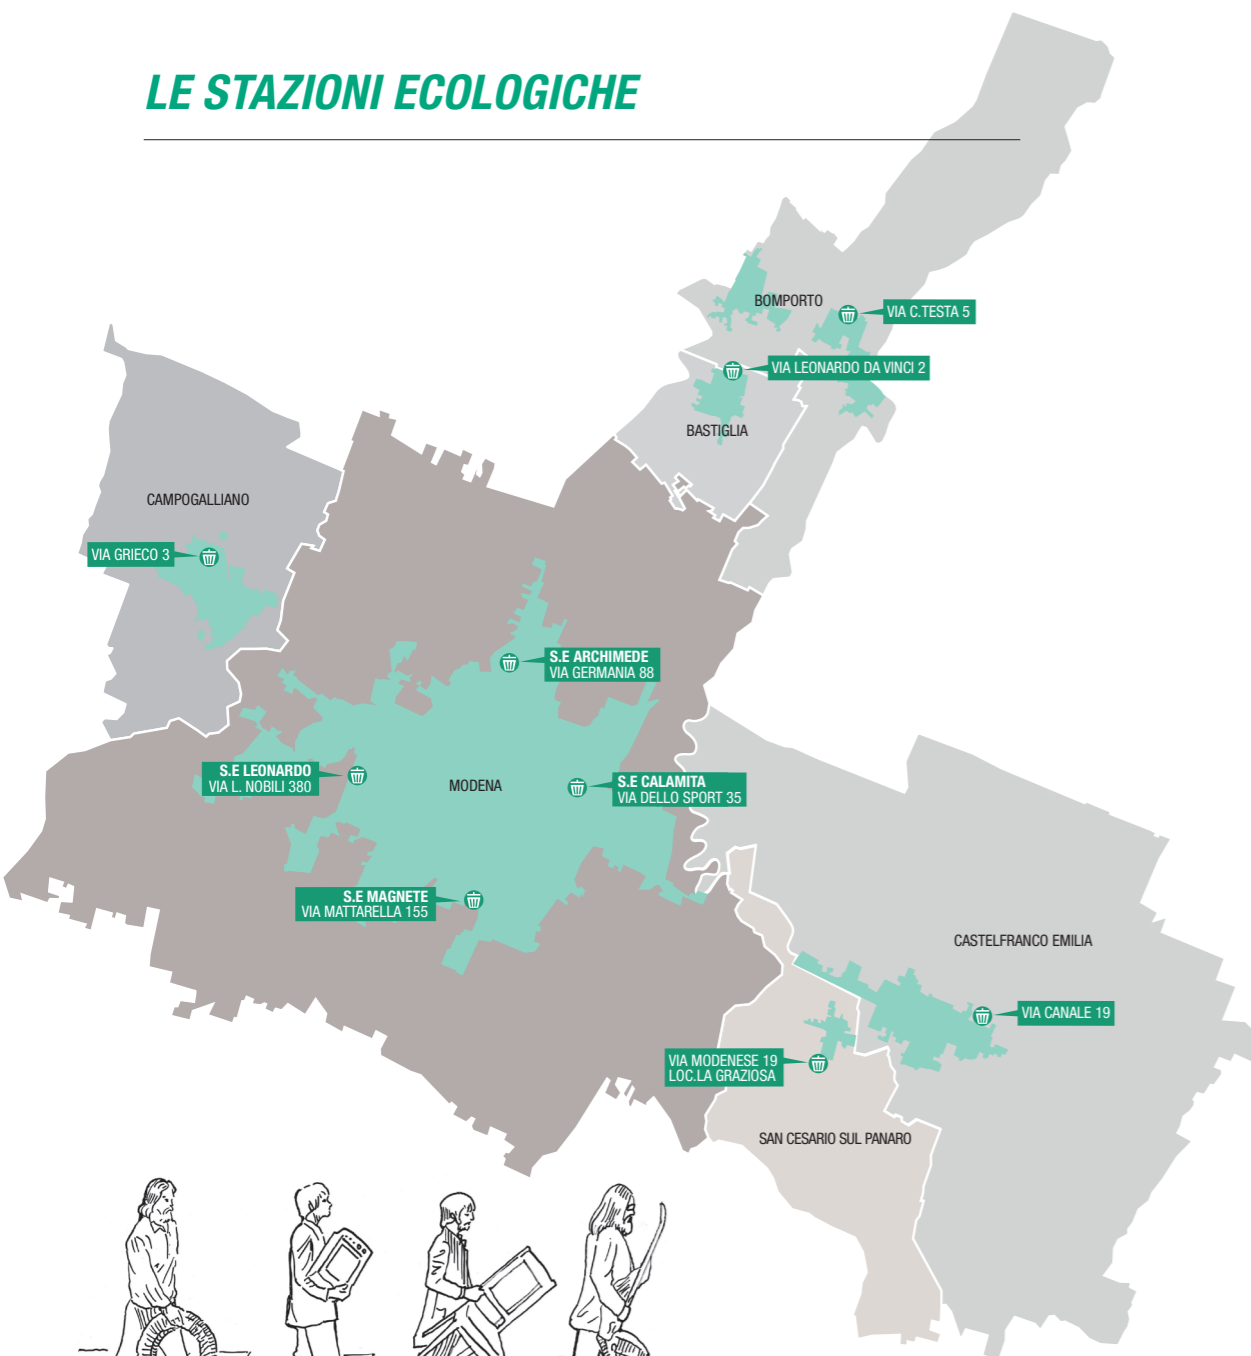 LE STAZIONI ECOLOGICHE
BOMPORTO
VIA C.TESTA 5
VIA LEONARDO DA VINCI 2
BASTIGLIA
CAMPOGALLIANO
VIA GRIECO 3
S.E ARCHIMEDE
VIA GERMANIA 88
S.E LEONARDO
VIA L. NOBILI 380
MODENA
S.E CALAMITA
VIA DELLO SPORT 35
S.E MAGNETE
VIA MATTARELLA 155
CASTELFRANCO EMILIA
VIA CANALE 19
VIA MODENESE 19
LOC.LA GRAZIOSA
SAN CESARIO SUL PANARO